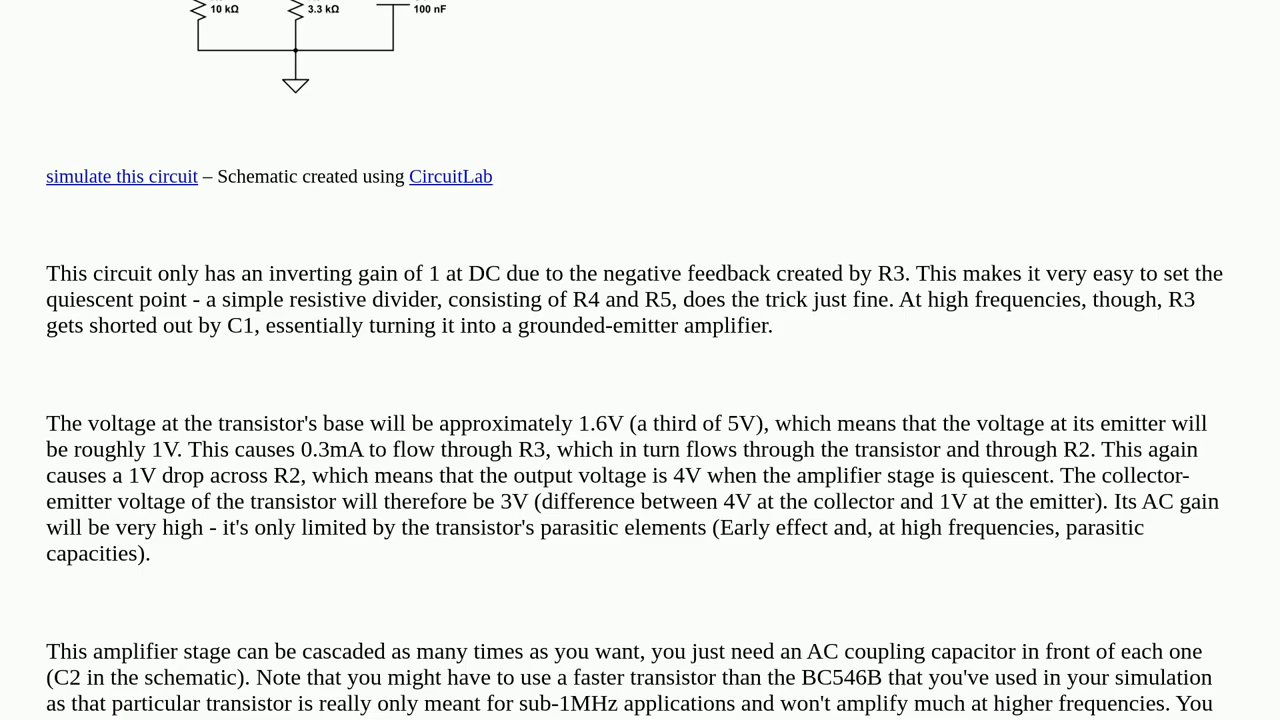 10 kΩ
3.3 kΩ
100 nF
simulate this circuit – Schematic created using CircuitLab
This circuit only has an inverting gain of 1 at DC due to the negative feedback created by R3. This makes it very easy to set the
quiescent point - a simple resistive divider, consisting of R4 and R5, does the trick just fine. At high frequencies, though, R3
gets shorted out by C1, essentially turning it into a grounded-emitter amplifier.
The voltage at the transistor's base will be approximately 1.6V (a third of 5V), which means that the voltage at its emitter will
be roughly 1V. This causes 0.3mA to flow through R3, which in turn flows through the transistor and through R2. This again
causes a 1V drop across R2, which means that the output voltage is 4V when the amplifier stage is quiescent. The collector-
emitter voltage of the transistor will therefore be 3V (difference between 4V at the collector and 1V at the emitter). Its AC gain
will be very high - it's only limited by the transistor's parasitic elements (Early effect and, at high frequencies, parasitic
capacities).
This amplifier stage can be cascaded as many times as you want, you just need an AC coupling capacitor in front of each one
(C2 in the schematic). Note that you might have to use a faster transistor than the BC546B that you've used in your simulation
as that particular transistor is really only meant for sub-1MHz applications and won't amplify much at higher frequencies. You